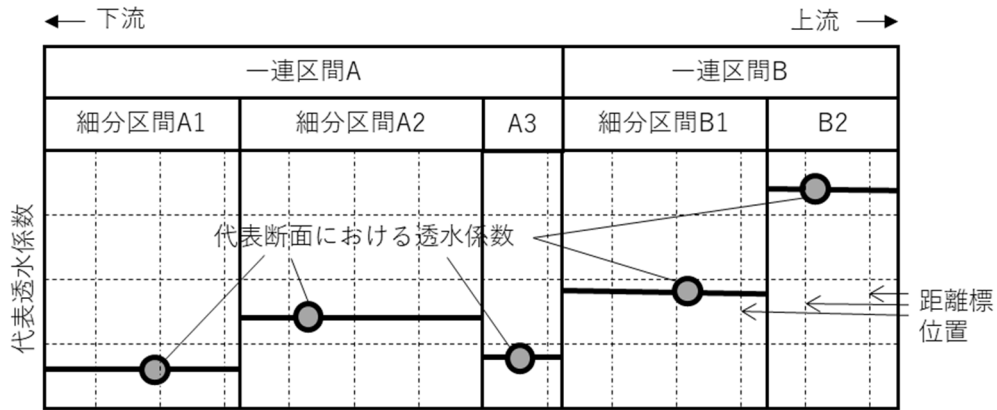 下流
上流
一連区間A
一連区間B
細分区間A1
細分区間A2
A3
細分区間B1
B2
代表透水係数
代表断面における透水係数
距離標
位置